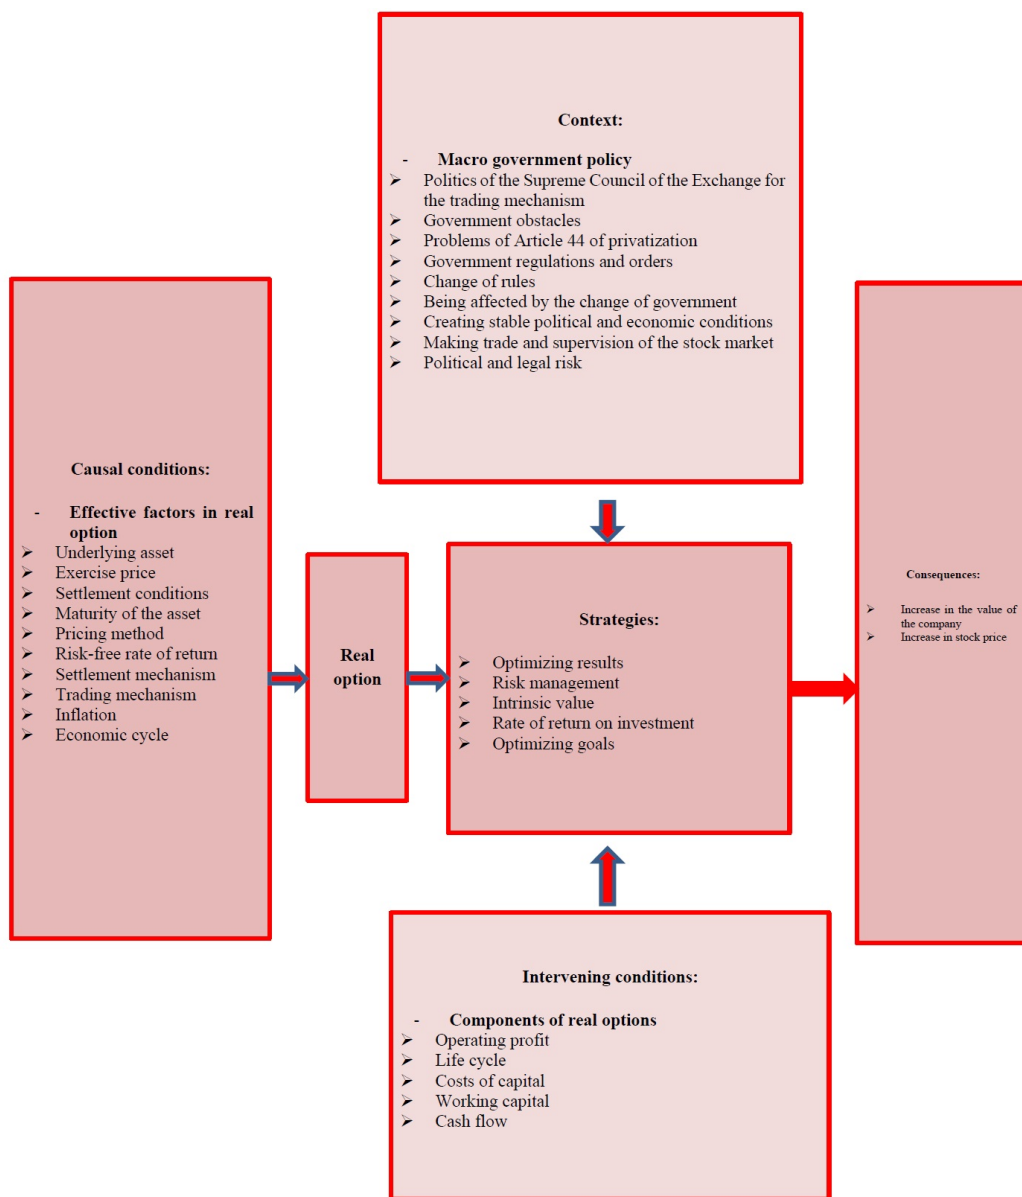 Context:
- Macro government policy
➢ Politics of the Supreme Council of the Exchange for
the trading mechanism
➢ Government obstacles
➢ Problems of Article 44 of privatization
➢ Government regulations and orders
➢ Change of rules
➢ Being affected by the change of government
➢ Creating stable political and economic conditions
➢ Making trade and supervision of the stock market
➢ Political and legal risk
Causal conditions:
- Effective factors in real
option
➢ Underlying asset
➢ Exercise price
➢ Settlement conditions
➢ Maturity of the asset
➢ Pricing method
➢ Risk-free rate of return
➢ Settlement mechanism
➢ Trading mechanism
➢ Inflation
➢ Economic cycle
Real
option
Strategies:
➢ Optimizing results
➢ Risk management
➢ Intrinsic value
➢ Rate of return on investment
➢ Optimizing goals
Consequences:
➢ Increase in the value of
the company
➢ Increase in stock price
Intervening conditions:
- Components of real options
➢ Operating profit
➢ Life cycle
➢ Costs of capital
➢ Working capital
➢ Cash flow